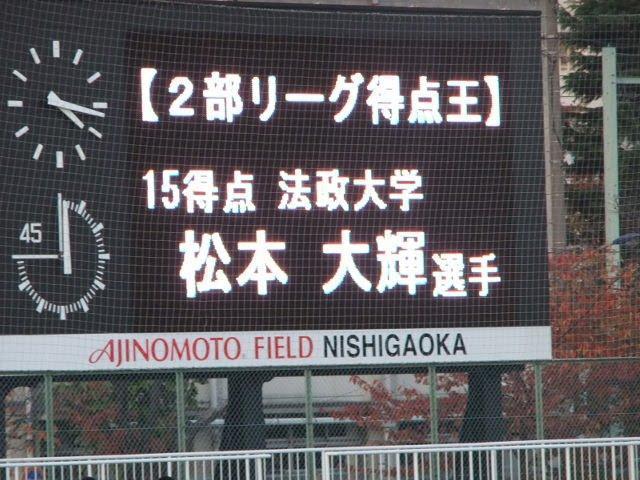 【2部リーグ得点王】
15得点 法政大学
松本 大輝選手
45
AJINOMOTO FIELD NISHIGAOKA